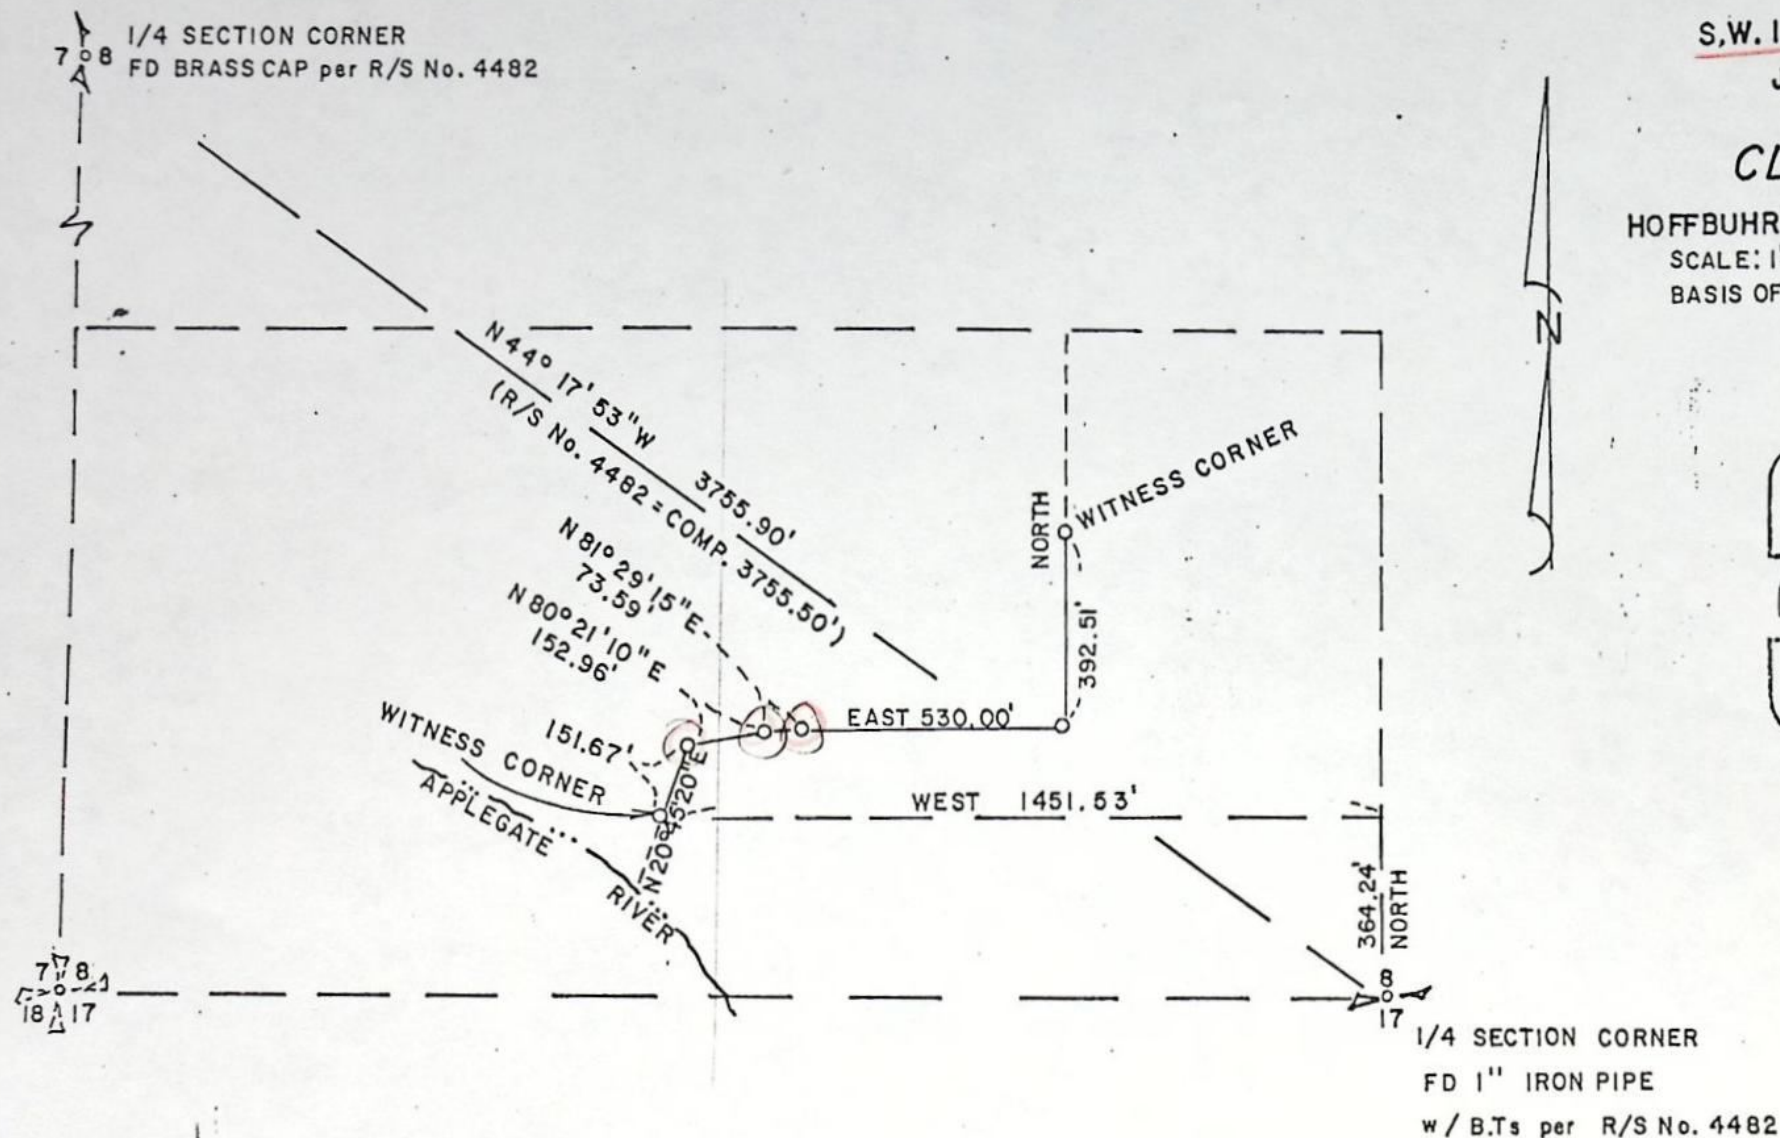 1/4 SECTION CORNER
7 8 FD BRASS CAP per R/S No. 4482
S.W. 1
CL
HOFFBUHR
SCALE: 1
BASIS OF
N
N 44° 17' 53" W 3755.90'
(R/S No. 4482 = COMP. 3755.50')
N 81° 29' 15" E
73.59'
N 80° 21' 10" E
152.96'
NORTH
WITNESS CORNER
392.51'
EAST 530.00'
151.67'
WITNESS CORNER
N 20° 45' 20" E
APPLEGATE
RIVER
WEST 1451.53'
364.24'
NORTH
7 8
18 17
8
17
1/4 SECTION CORNER
FD 1" IRON PIPE
w/ B.Ts per R/S No. 4482